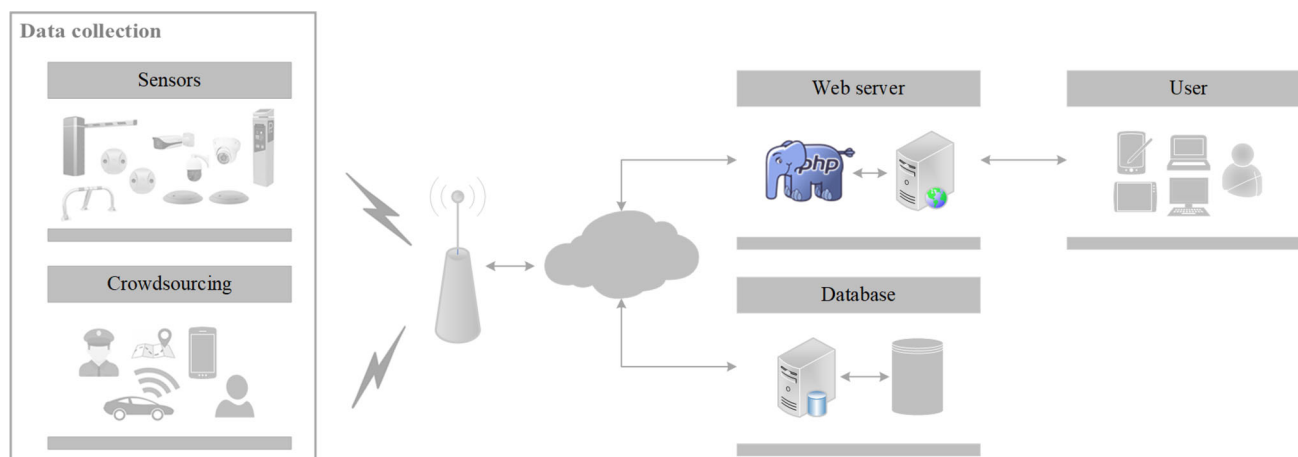 Data collection
Sensors
Crowdsourcing
Web server
php
User
Database